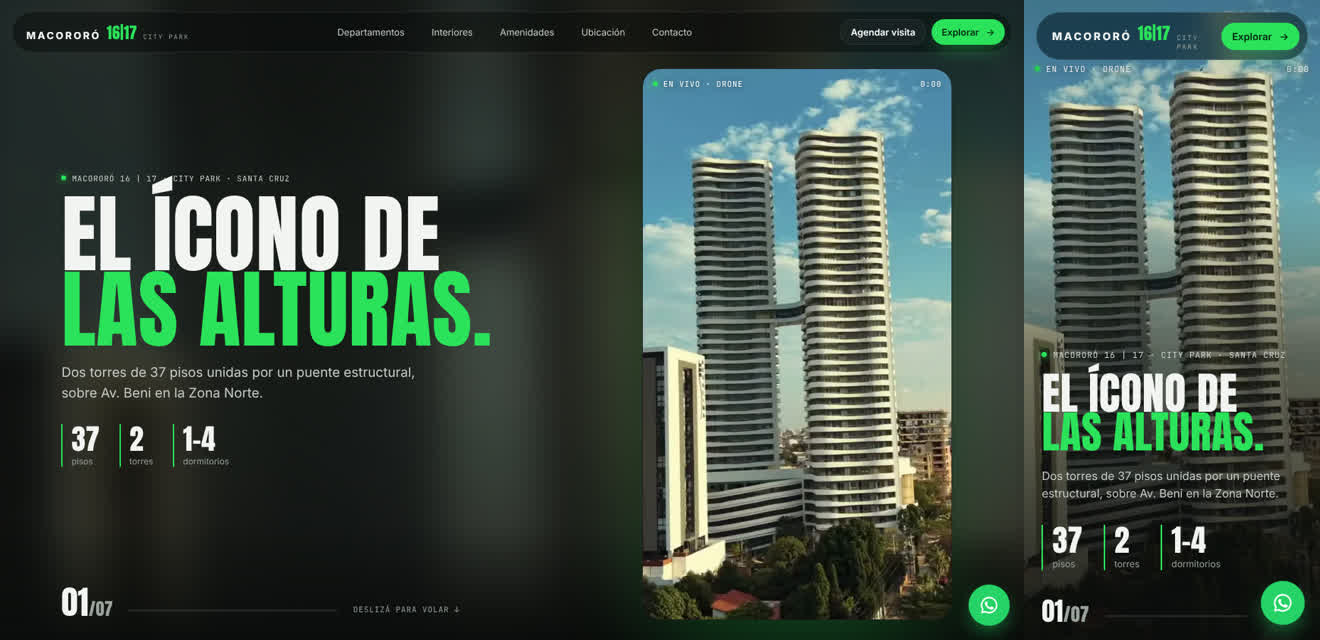 MACORORÓ 16|17 CITY PARK
Departamentos
Interiores
Amenidades
Ubicación
Contacto
Agendar visita
Explorar →
EN VIVO · DRONE
0:00
MACORORÓ 16 | 17 · CITY PARK · SANTA CRUZ
EL ÍCONO DE
LAS ALTURAS.
Dos torres de 37 pisos unidas por un puente estructural,
sobre Av. Beni en la Zona Norte.
37
pisos
2
torres
1-4
dormitorios
01/07
DESLIZÁ PARA VOLAR ↓
MACORORÓ 16|17 CITY
PARK
Explorar →
EN VIVO · DRONE
0:00
MACORORÓ 16 | 17 · CITY PARK · SANTA CRUZ
EL ÍCONO DE
LAS ALTURAS.
Dos torres de 37 pisos unidas por un puente
estructural, sobre Av. Beni en la Zona Norte.
37
pisos
2
torres
1-4
dormitorios
01/07